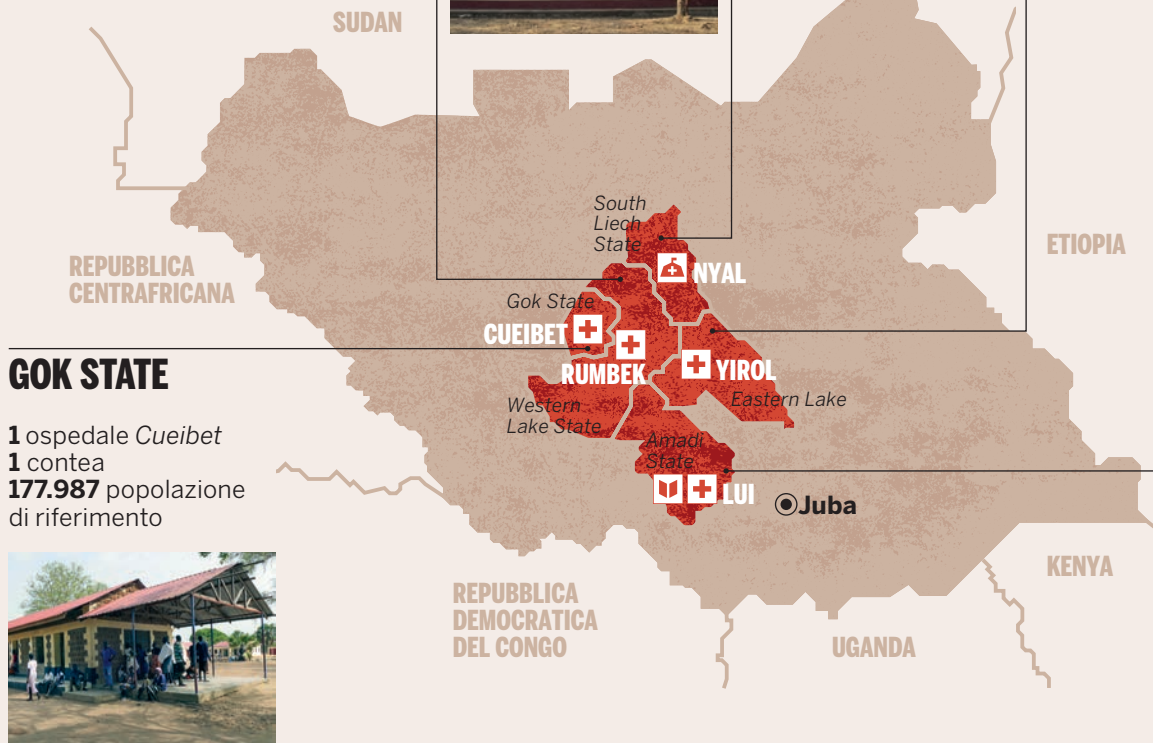 SUDAN
South
Liech
State
NYAL
ETIOPIA
REPUBBLICA
CENTRAFRICANA
Gok State
CUEIBET
RUMBEK
YIROL
Eastern Lake
Western
Lake State
Amadi
State
LUI
Juba
GOK STATE
1 ospedale Cueibet
1 contea
177.987 popolazione
di riferimento
REPUBBLICA
DEMOCRATICA
DEL CONGO
UGANDA
KENYA